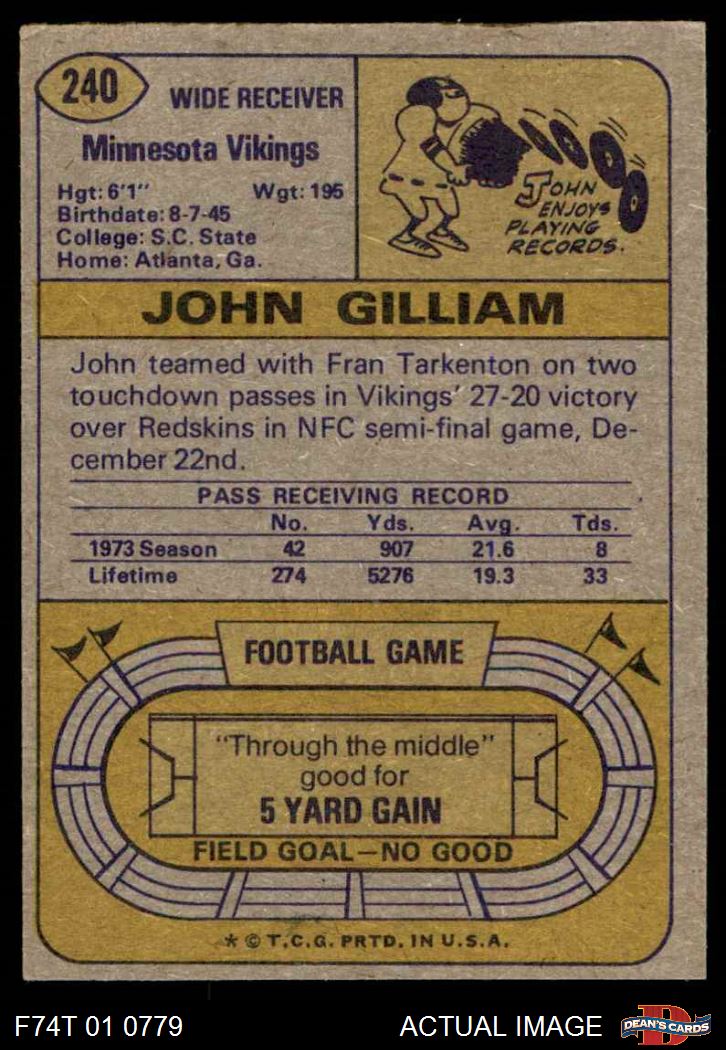 240
WIDE RECEIVER
Minnesota Vikings
Hgt: 6'1" Wgt: 195
Birthdate: 8-7-45
College: S.C. State
Home: Atlanta, Ga.
JOHN
ENJOYS
PLAYING
RECORDS.
JOHN GILLIAM
John teamed with Fran Tarkenton on two
touchdown passes in Vikings' 27-20 victory
over Redskins in NFC semi-final game, De-
cember 22nd.
PASS RECEIVING RECORD
No. Yds. Avg. Tds.
1973 Season 42 907 21.6 8
Lifetime 274 5276 19.3 33
FOOTBALL GAME
"Through the middle"
good for
5 YARD GAIN
FIELD GOAL—NO GOOD
* © T.C.G. PRTD. IN U.S.A.
F74T 01 0779 ACTUAL IMAGE
D
DEAN'S CARDS